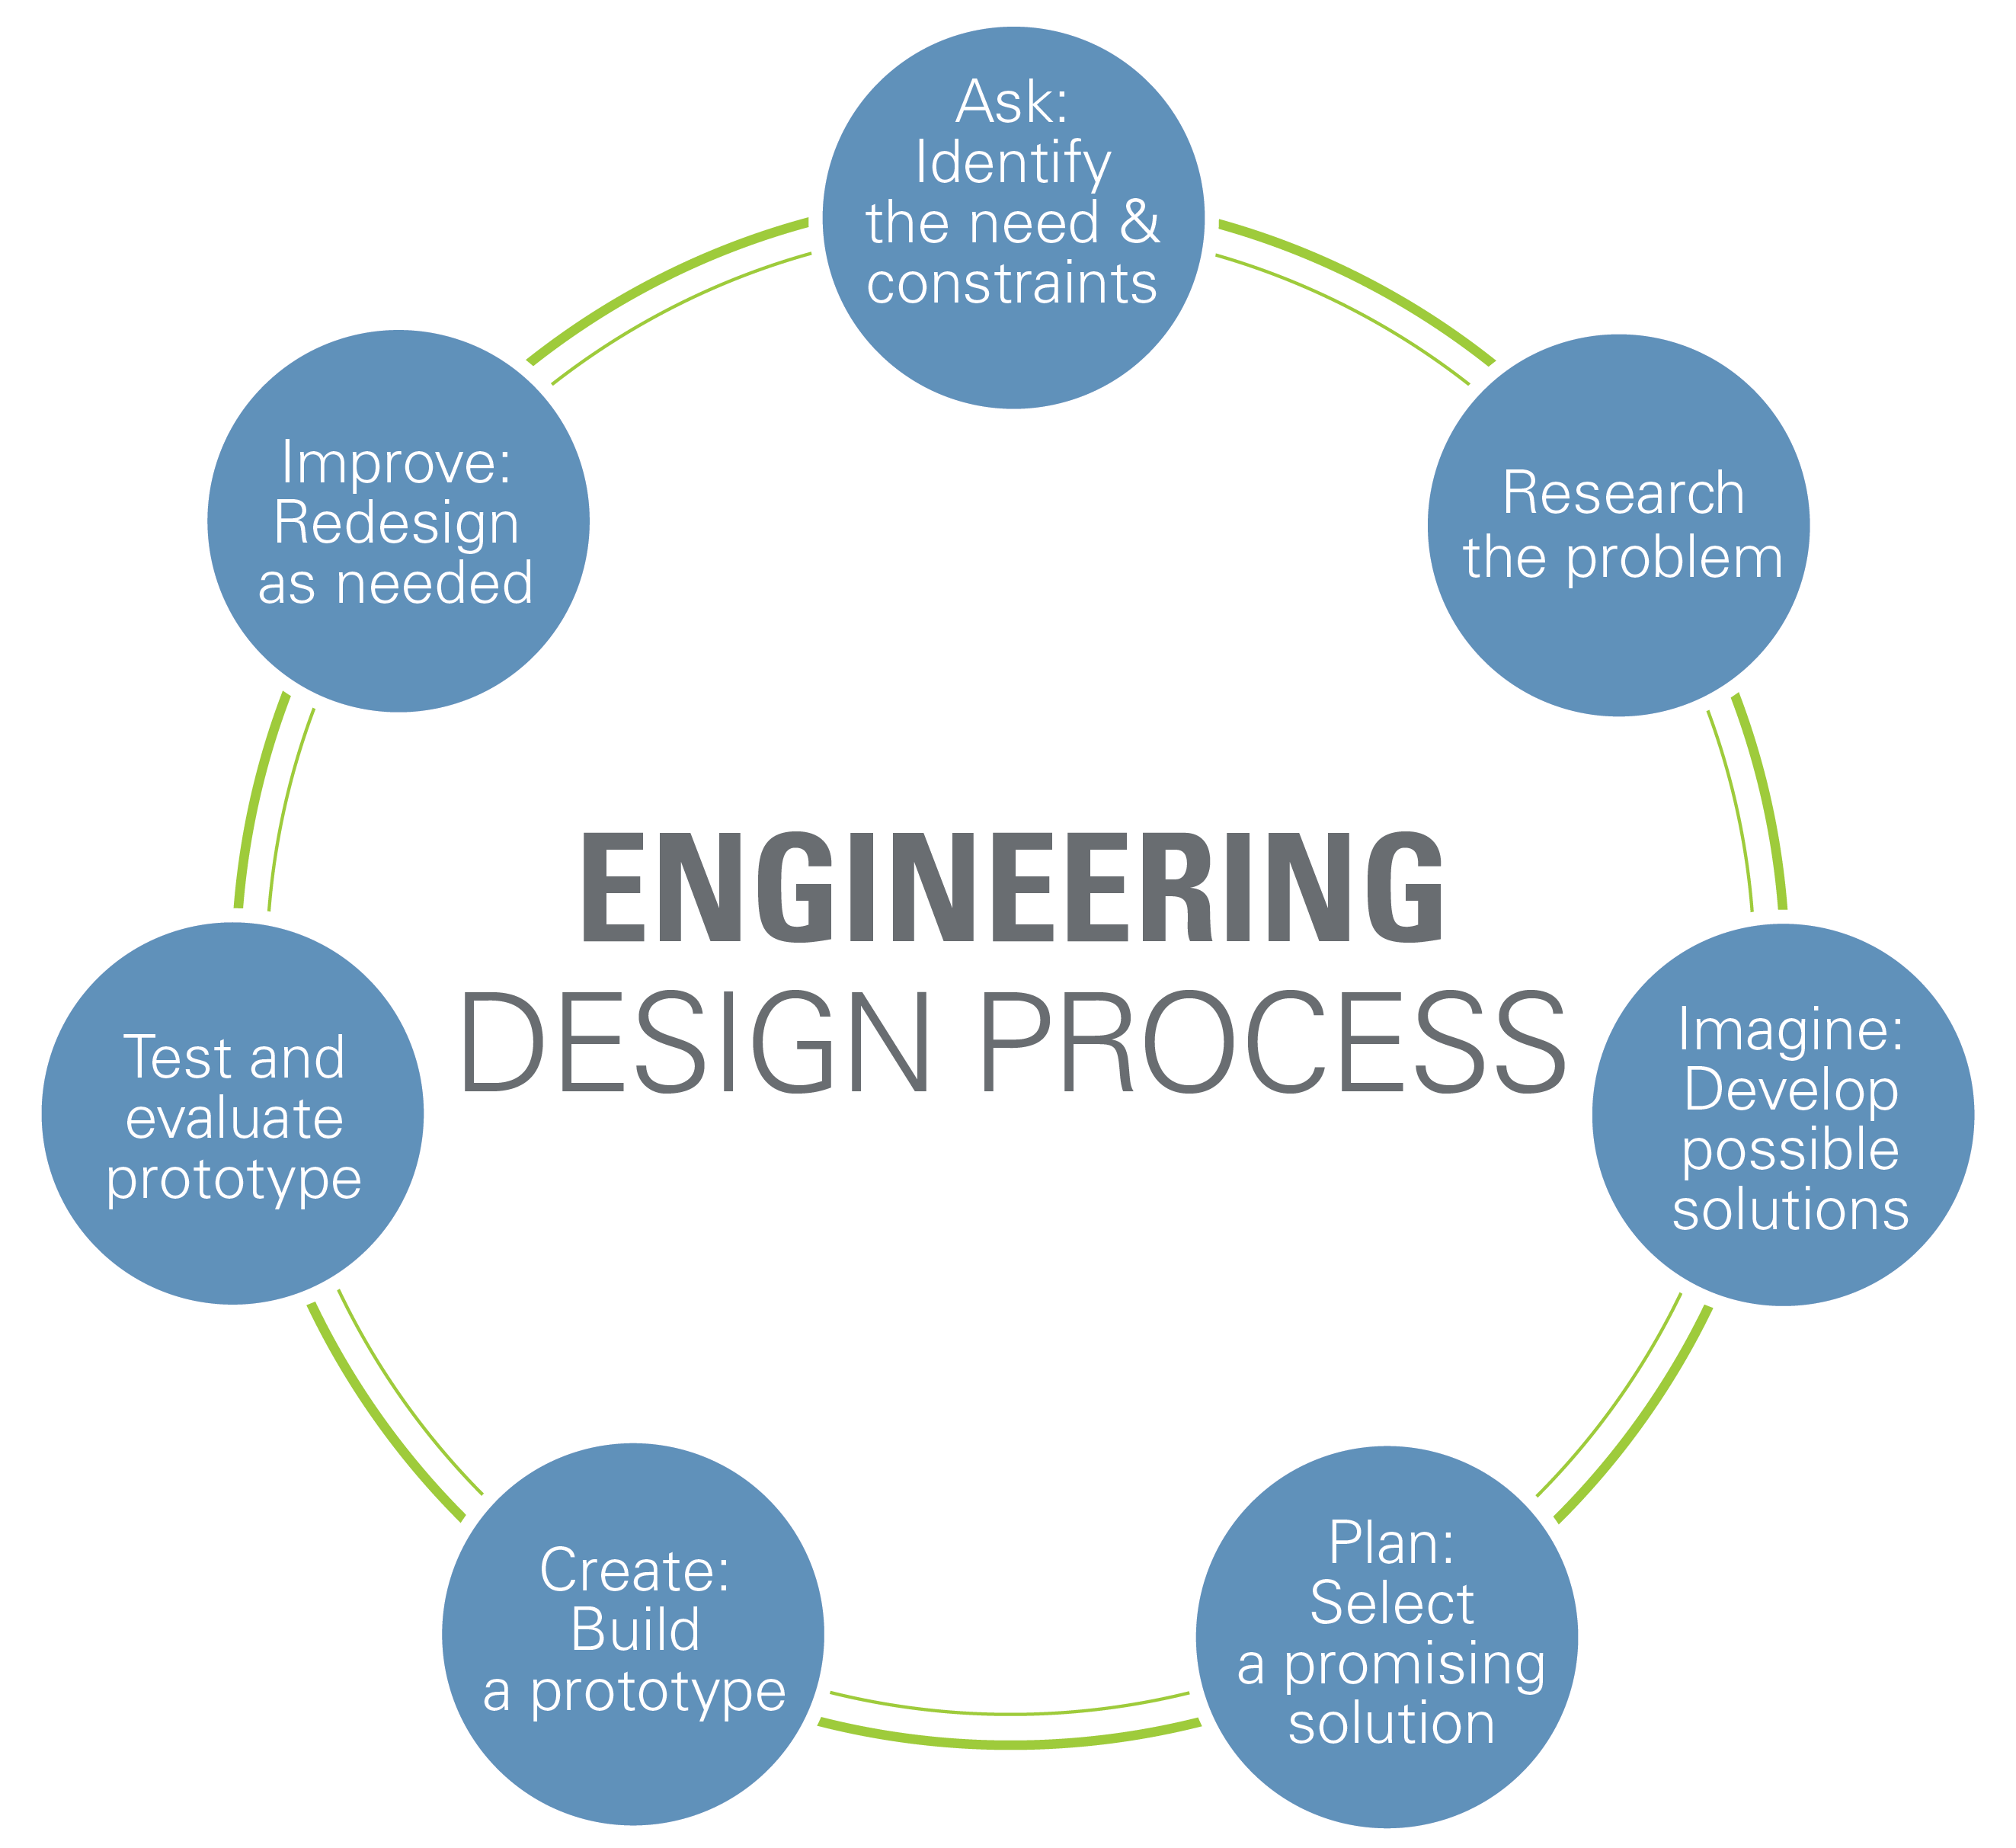 Ask:
Identify
the need &
constraints
Research
the problem
Imagine:
Develop
possible
solutions
Plan:
Select
a promising
solution
Create:
Build
a prototype
Test and
evaluate
prototype
Improve:
Redesign
as needed
ENGINEERING
DESIGN PROCESS